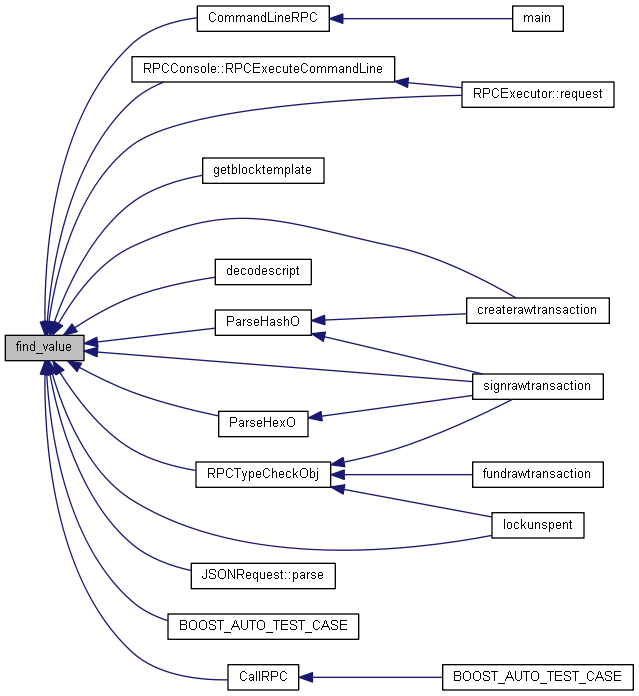 CommandLineRPC
main
RPCConsole::RPCExecuteCommandLine
RPCExecutor::request
getblocktemplate
decodescript
createrawtransaction
ParseHashO
find_value
signrawtransaction
ParseHexO
RPCTypeCheckObj
fundrawtransaction
lockunspent
JSONRequest::parse
BOOST_AUTO_TEST_CASE
CallRPC
BOOST_AUTO_TEST_CASE